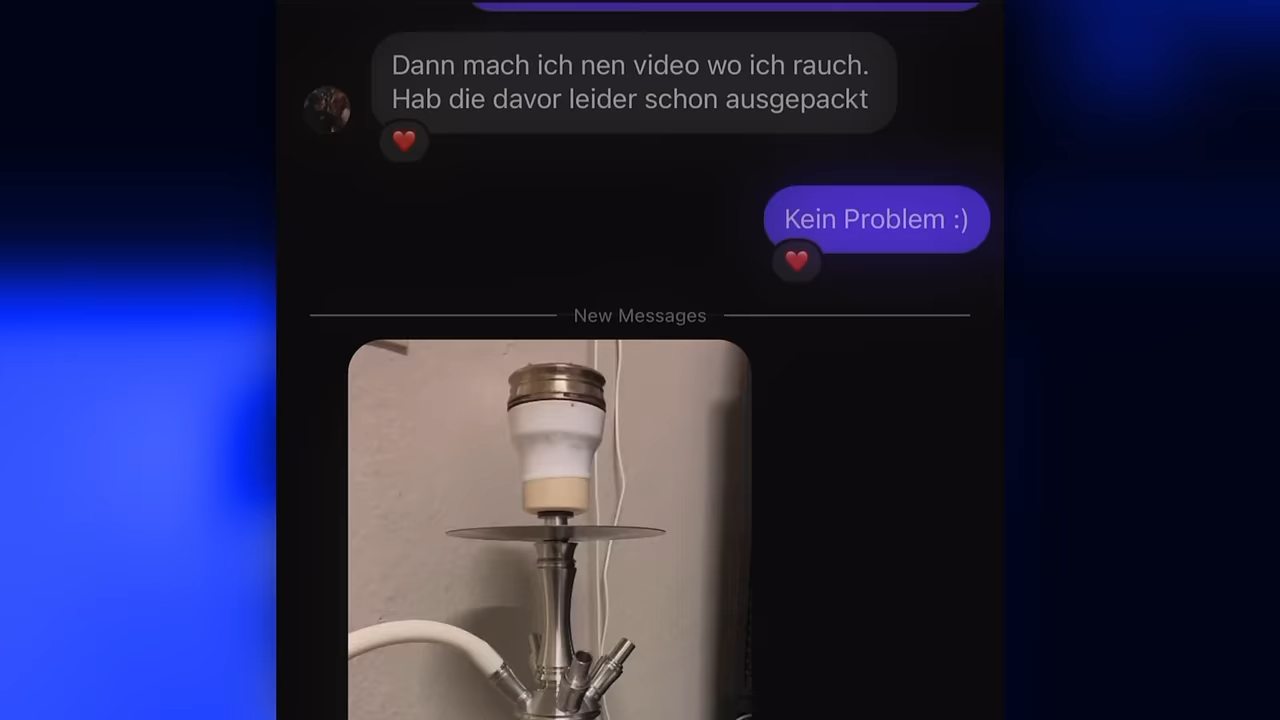 Dann mach ich nen video wo ich rauch.
Hab die davor leider schon ausgepackt
Kein Problem :)
New Messages